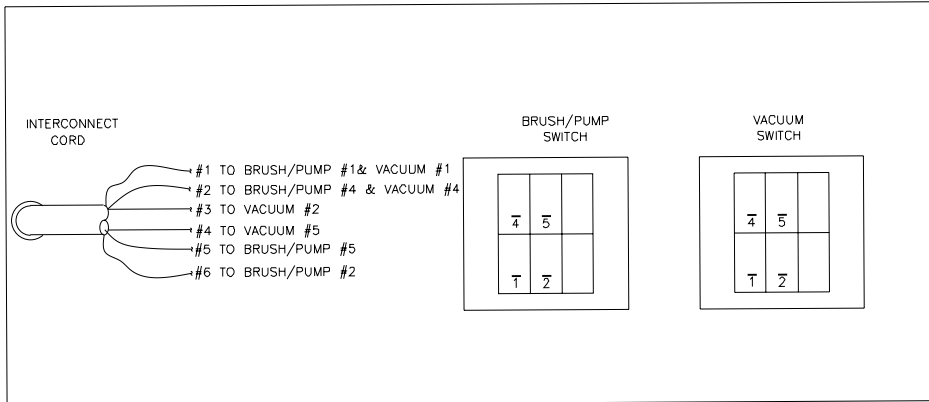 INTERCONNECT
CORD
#1 TO BRUSH/PUMP #1& VACUUM #1
#2 TO BRUSH/PUMP #4 & VACUUM #4
#3 TO VACUUM #2
#4 TO VACUUM #5
#5 TO BRUSH/PUMP #5
#6 TO BRUSH/PUMP #2
BRUSH/PUMP
SWITCH
4 5
1 2
VACUUM
SWITCH
4 5
1 2